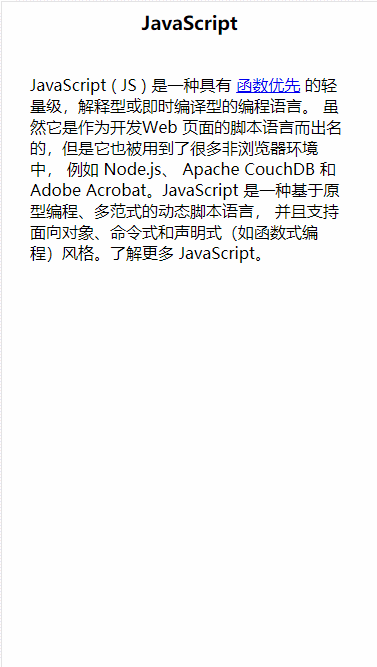 JavaScript
JavaScript ( JS ) 是一种具有 函数优先 的轻
量级，解释型或即时编译型的编程语言。 虽
然它是作为开发Web 页面的脚本语言而出名
的，但是它也被用到了很多非浏览器环境
中， 例如 Node.js、 Apache CouchDB 和
Adobe Acrobat。JavaScript 是一种基于原
型编程、多范式的动态脚本语言， 并且支持
面向对象、命令式和声明式（如函数式编
程）风格。了解更多 JavaScript。